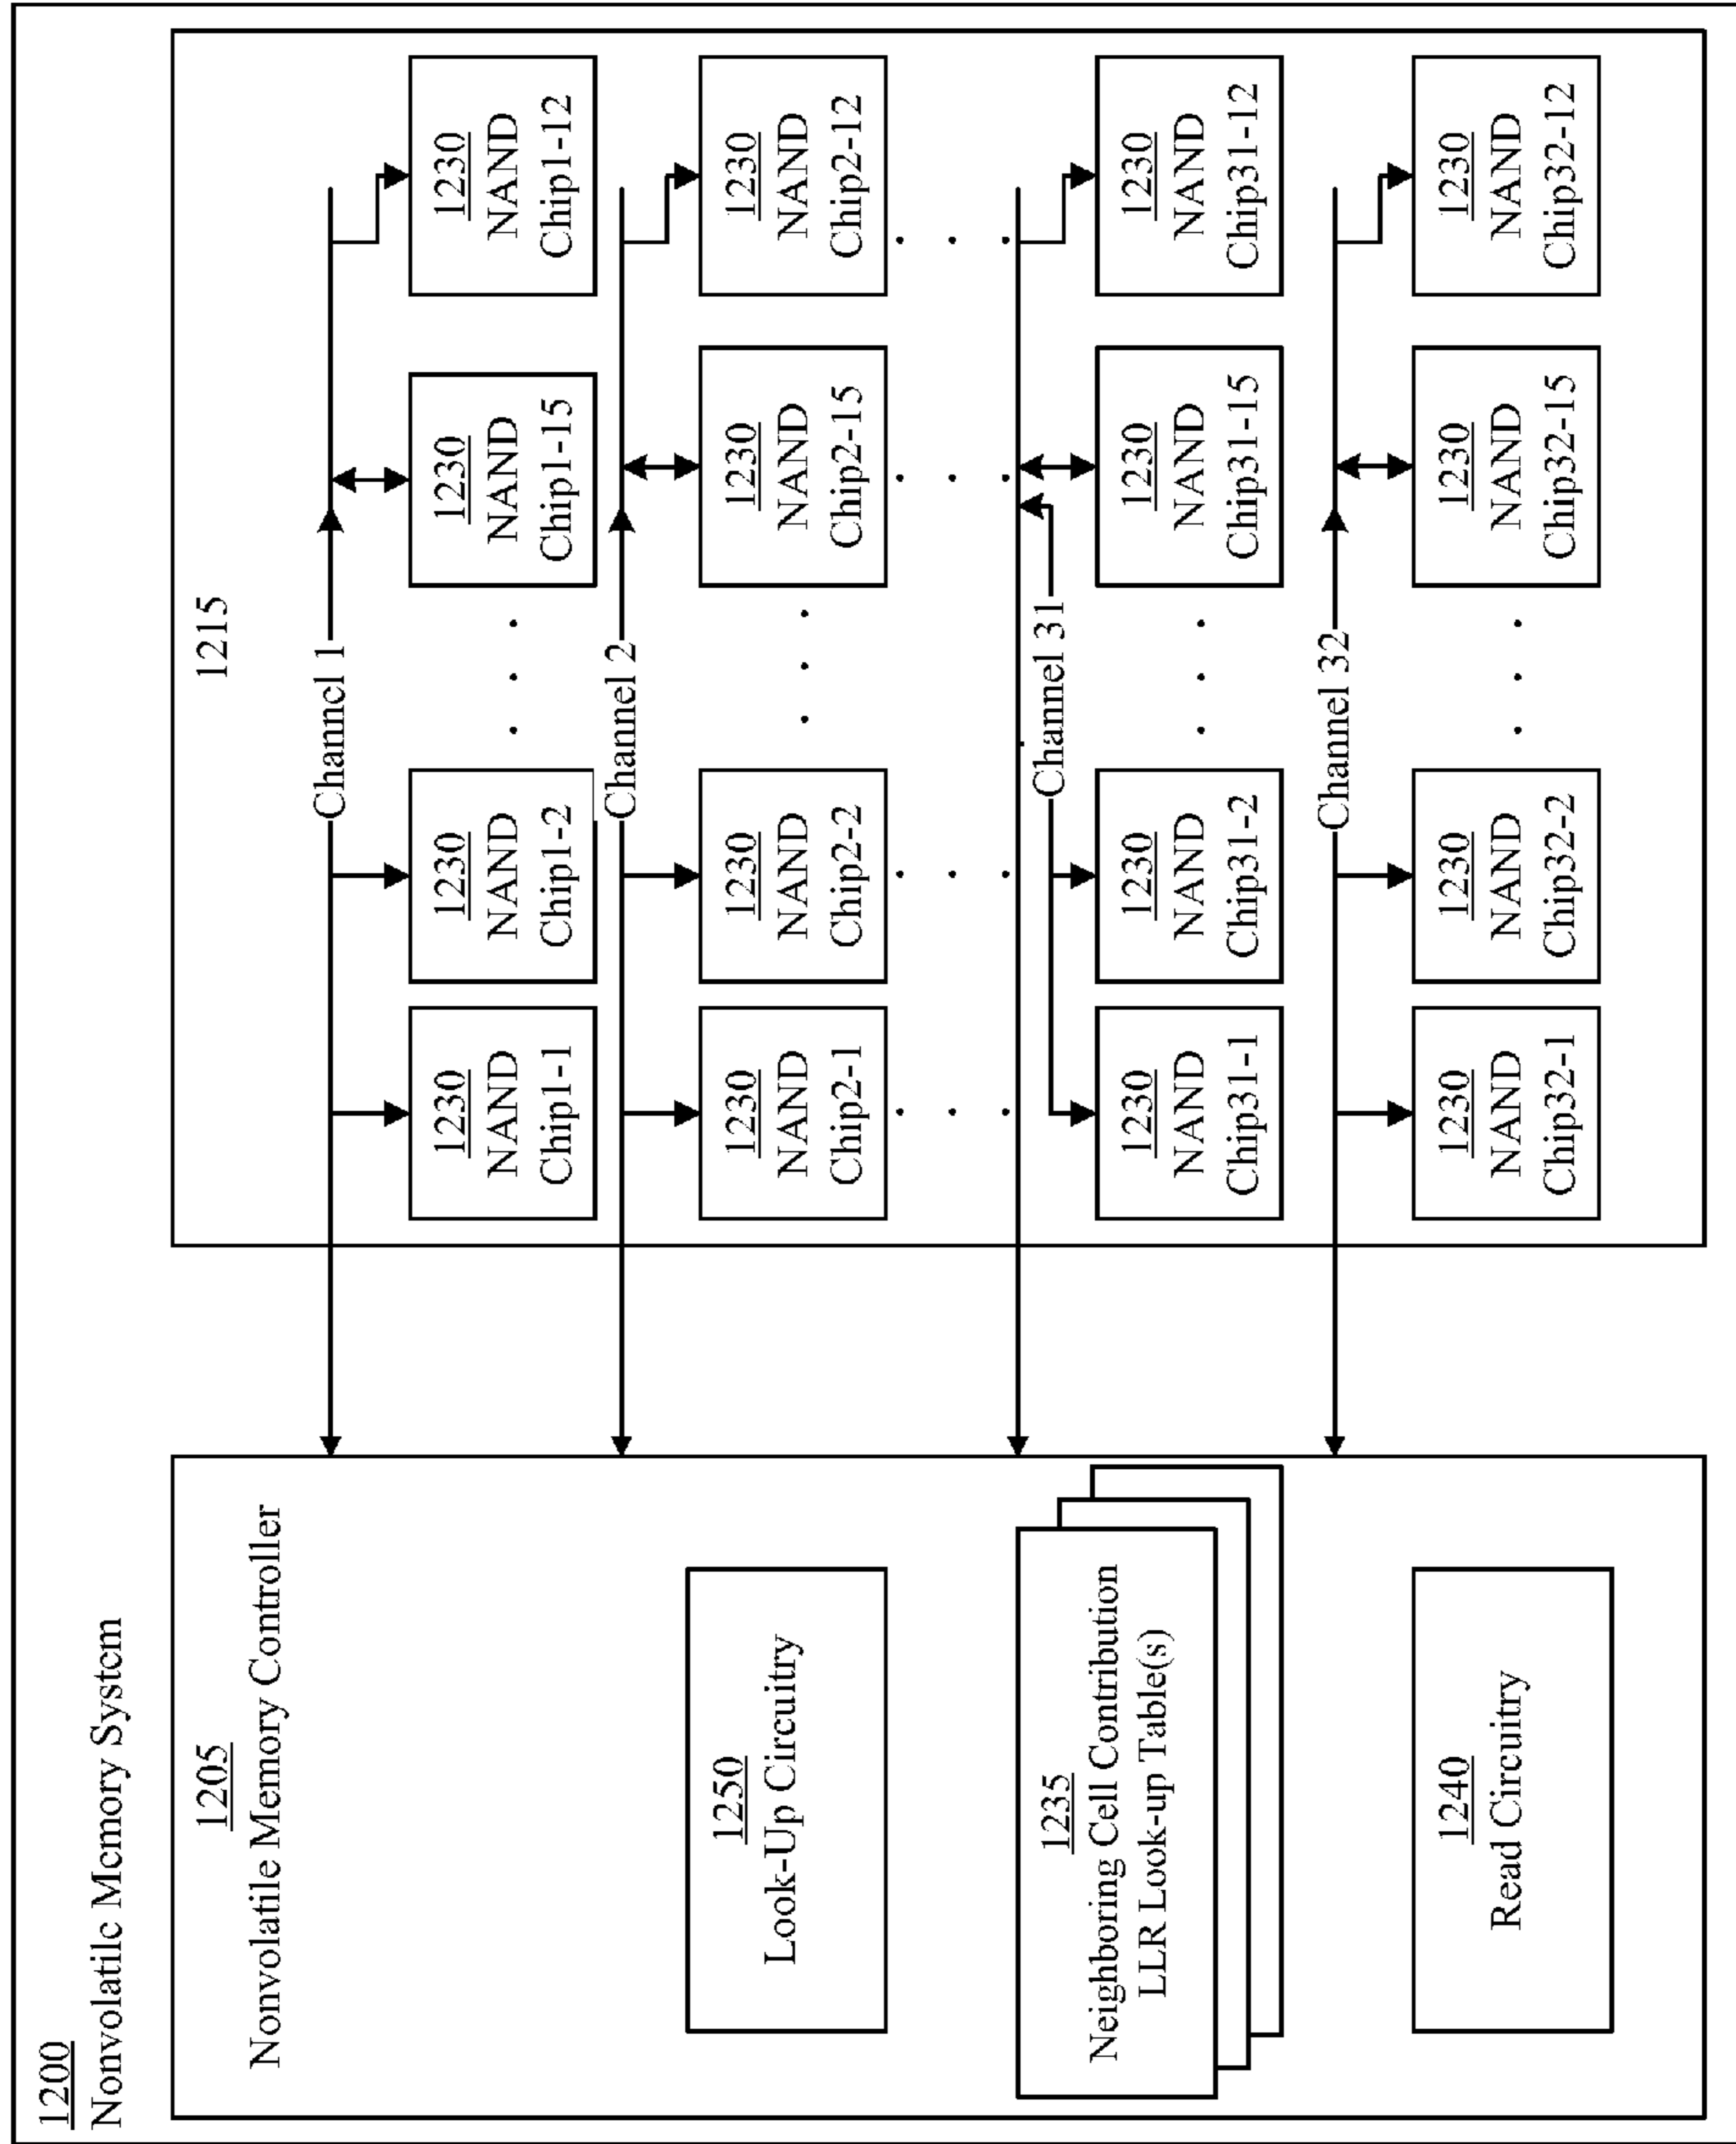 1200
Nonvolatile Memory System
1205
Nonvolatile Memory Controller
1250
Look-Up Circuitry
1235
Neighboring Cell Contribution
LLR Look-up Table(s)
1240
Read Circuitry
1215
Channel 1
1230
NAND
Chip1-1
1230
NAND
Chip1-2
. . .
1230
NAND
Chip1-15
1230
NAND
Chip1-12
Channel 2
1230
NAND
Chip2-1
1230
NAND
Chip2-2
. . .
1230
NAND
Chip2-15
1230
NAND
Chip2-12
Channel 31
1230
NAND
Chip31-1
1230
NAND
Chip31-2
. . .
1230
NAND
Chip31-15
1230
NAND
Chip31-12
Channel 32
1230
NAND
Chip32-1
1230
NAND
Chip32-2
. . .
1230
NAND
Chip32-15
1230
NAND
Chip32-12